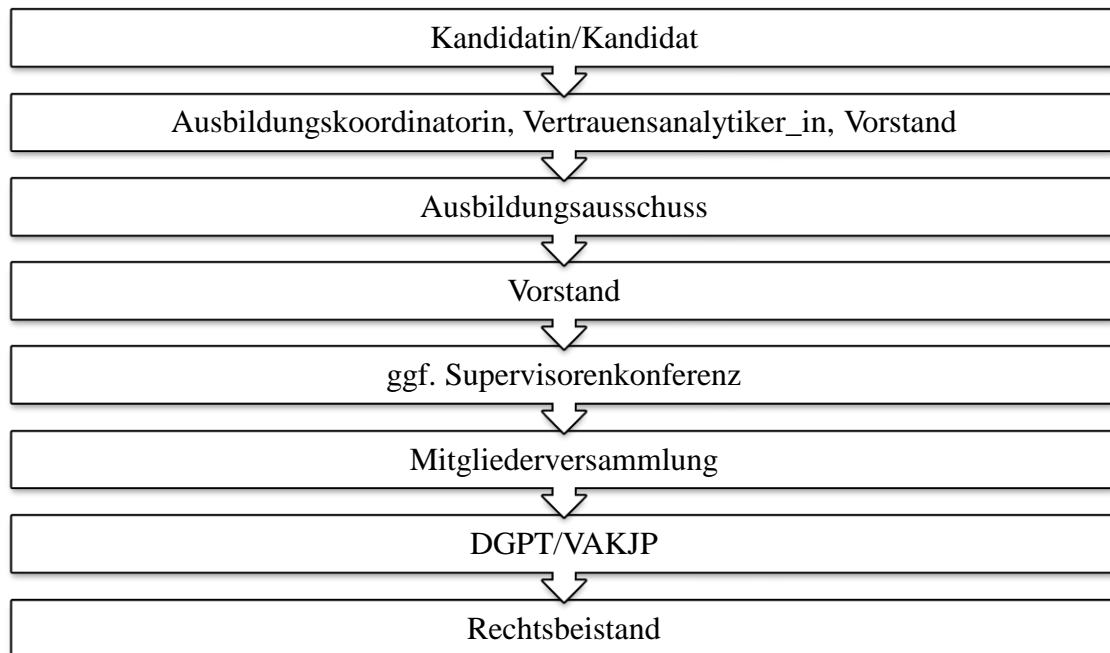 Kandidatin/Kandidat
Ausbildungskoordinatorin, Vertrauensanalytiker_in, Vorstand
Ausbildungsausschuss
Vorstand
ggf. Supervisorenkonferenz
Mitgliederversammlung
DGPT/VAKJP
Rechtsbeistand